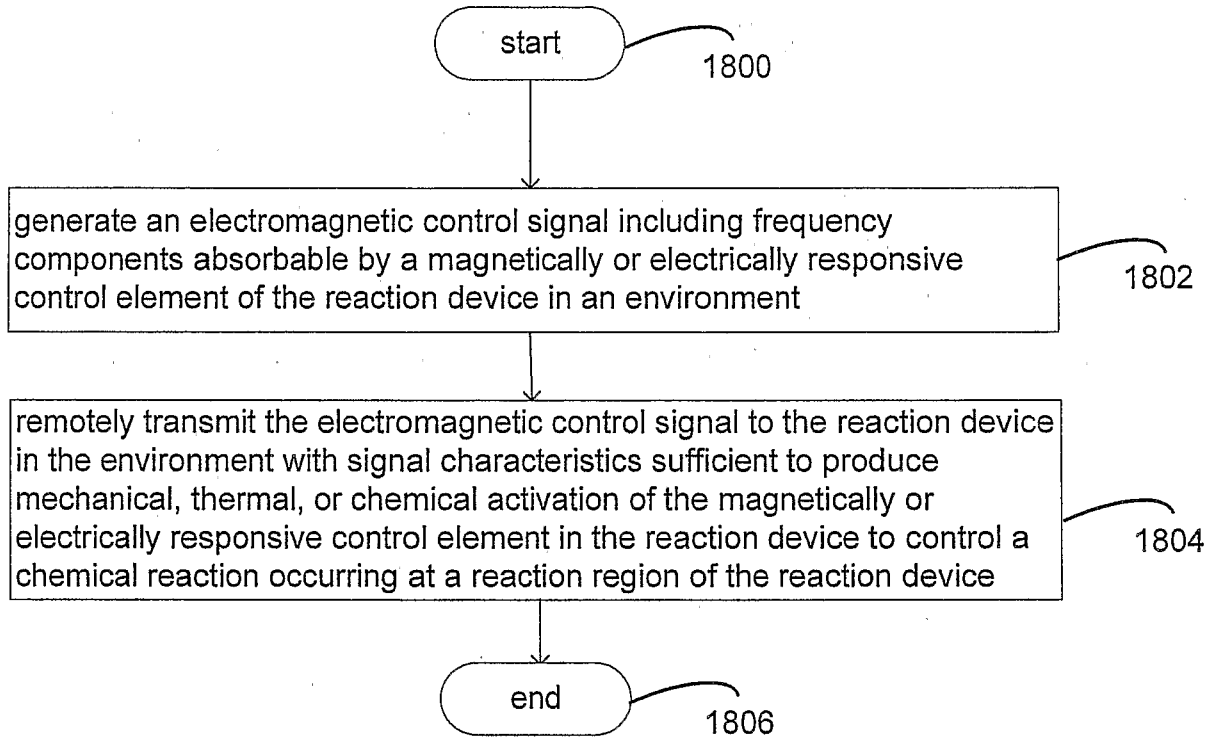 start
1800
generate an electromagnetic control signal including frequency
components absorbable by a magnetically or electrically responsive
control element of the reaction device in an environment
1802
remotely transmit the electromagnetic control signal to the reaction device
in the environment with signal characteristics sufficient to produce
mechanical, thermal, or chemical activation of the magnetically or
electrically responsive control element in the reaction device to control a
chemical reaction occurring at a reaction region of the reaction device
1804
end
1806